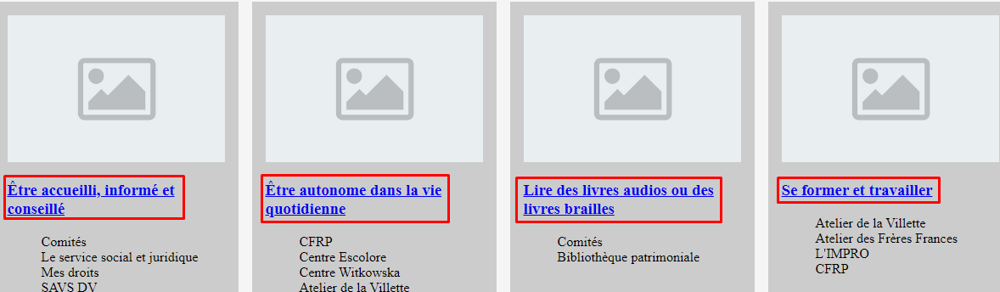 Être accueilli, informé et
conseillé
Comités
Le service social et juridique
Mes droits
SAVS DV
Être autonome dans la vie
quotidienne
CFRP
Centre Escolore
Centre Witkowska
Atelier de la Villette
Lire des livres audios ou des
livres brailles
Comités
Bibliothèque patrimoniale
Se former et travailler
Atelier de la Villette
Atelier des Frères Frances
L'IMPRO
CFRP